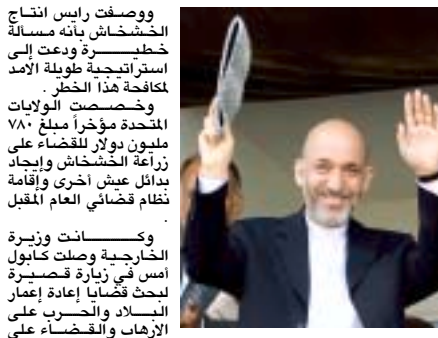 ووصفت رايس انتاج
الخشخاش بأنه مسألة
خطيرة ودعت إلى
استراتيجية طويلة الأمد
لمكافحة هذا الخطر .
وخصصت الولايات
المتحدة مؤخراً مبلغ ٧٨٠
مليون دولار للقضاء على
زراعة الخشخاش وإيجاد
بدائل عيش أخرى وإقامة
نظام قضائي العام المقبل
.
وكانت وزيرة
الخارجية وصلت كابول
أمس في زيارة قصيرة
لبحث قضايا إعادة إعمار
البلاد والحرب على
الارهاب والقضاء على